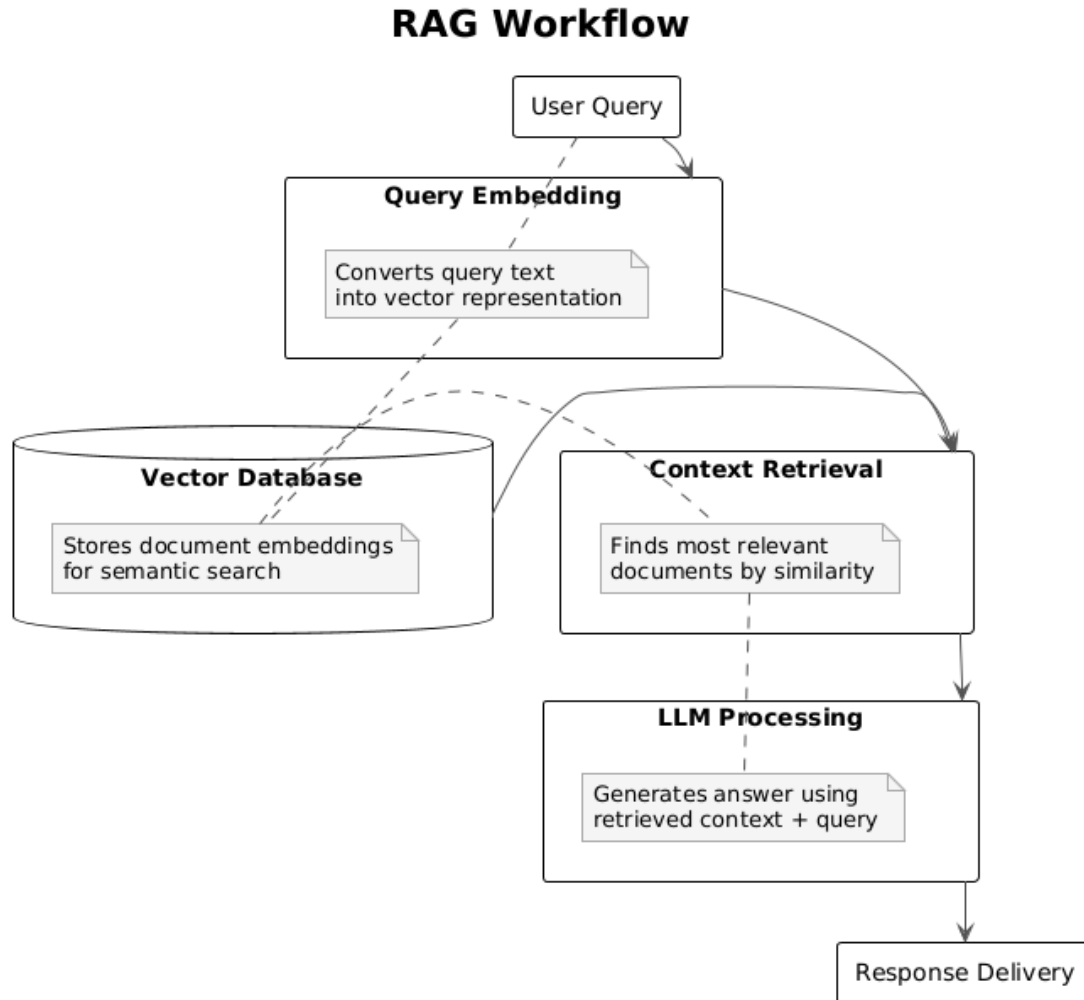 RAG Workflow
User Query
Query Embedding
Converts query text
into vector representation
Vector Database
Stores document embeddings
for semantic search
Context Retrieval
Finds most relevant
documents by similarity
LLM Processing
Generates answer using
retrieved context + query
Response Delivery